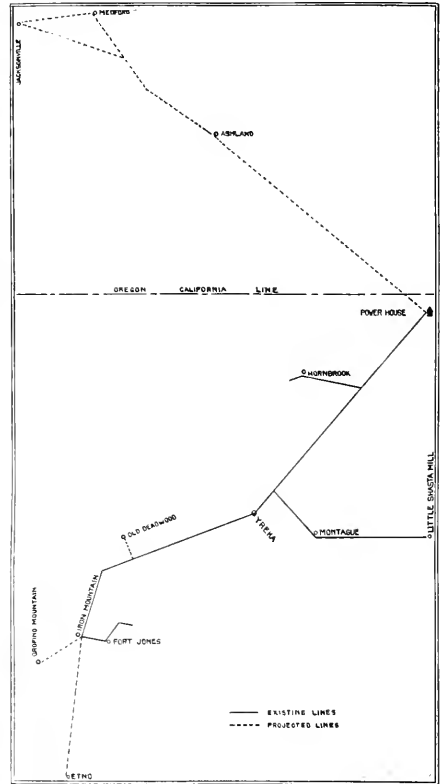 MEDFORD
JACKSONVILLE
ASHLAND
OREGON CALIFORNIA LINE
POWER HOUSE
HORNBROOK
LITTLE SHASTA MILL
YREKA
OLD DEADWOOD
MONTAGUE
IRON MOUNTAIN
GROPING MOUNTAIN
FORT JONES
EXISTING LINES
PROJECTED LINES
ETNO